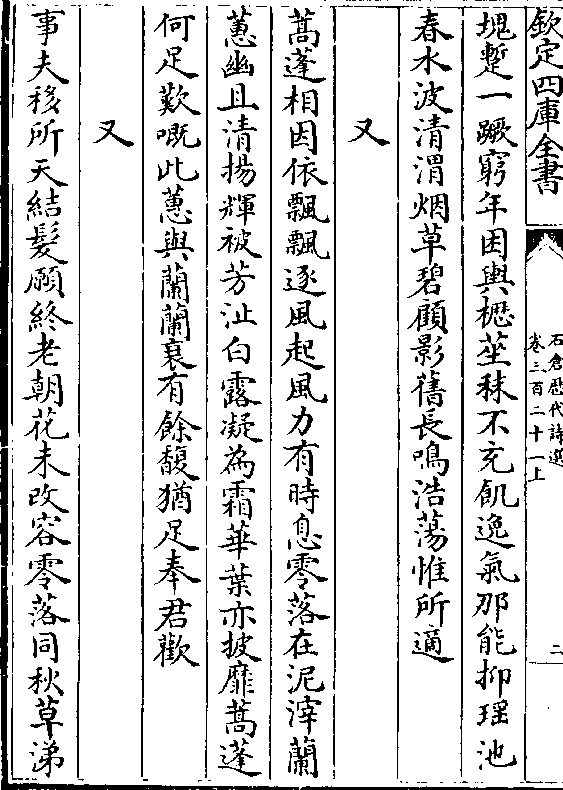 欽定四庫全書
石倉歷代詩選
卷三百二十一上
二
塊蹔一蹶窮年困輿櫪莝秣不充飢逸氣那能抑瑤池
春水波清渭烟草碧顧影舊長鳴浩蕩惟所適
又
蒿蓬相因依飄飄逐風起風力有時息零落在泥滓蘭
蕙幽且清揚輝被芳沚白露凝為霜華葉亦披靡蒿蓬
何足歎嘅此蕙與蘭蘭衰有餘馥猶足奉君歡
又
事夫移所天結髮願終老朝花未改容零落同秋草涕